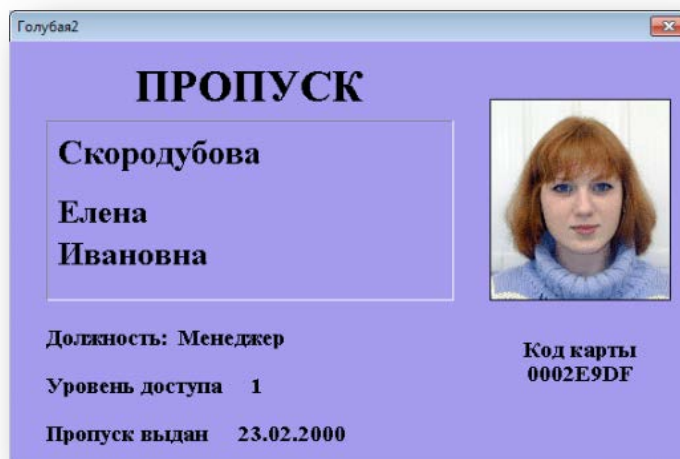 Голубая2
ПРОПУСК
Скородубова
Елена
Ивановна
Должность: Менеджер
Уровень доступа 1
Пропуск выдан 23.02.2000
Код карты
0002E9DF